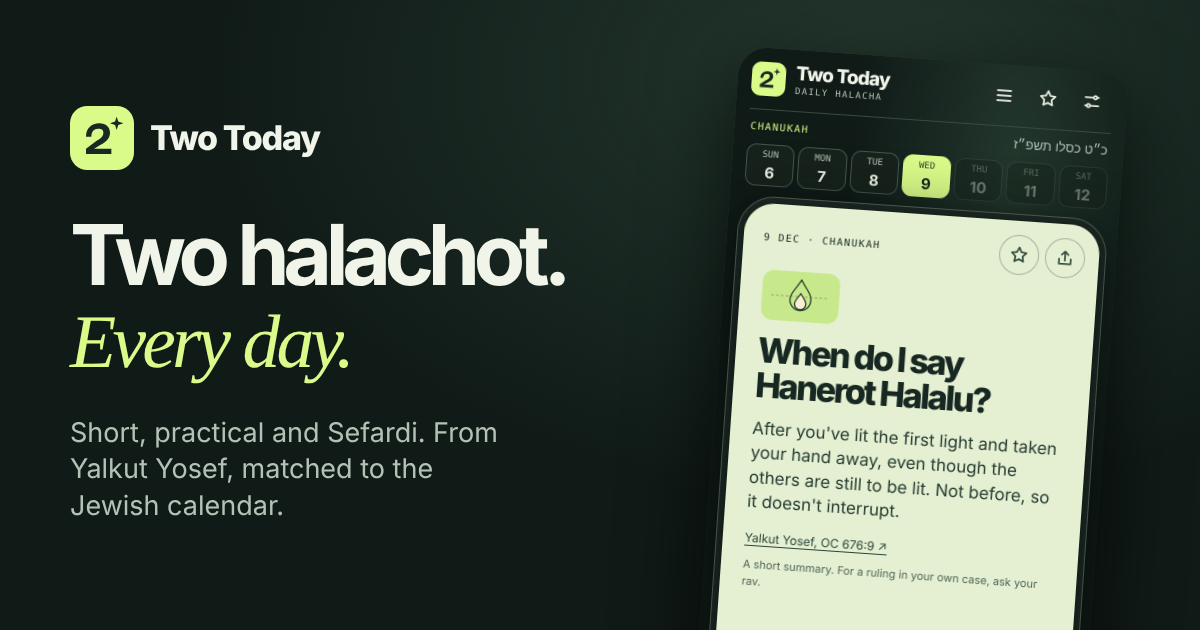 2
Two Today
Two halachot.
Every day.
Short, practical and Sefardi. From
Yalkut Yosef, matched to the
Jewish calendar.
2
Two Today
DAILY HALACHA
CHANUKAH
כ״ט כסלו תשפ״ז
SUN MON TUE WED THU FRI SAT
6 7 8 9 10 11 12
9 DEC · CHANUKAH
When do I say
Hanerot Halalu?
After you've lit the first light and taken
your hand away, even though the
others are still to be lit. Not before, so
it doesn't interrupt.
Yalkut Yosef, OC 676:9 ↗
A short summary. For a ruling in your own case, ask your
rav.